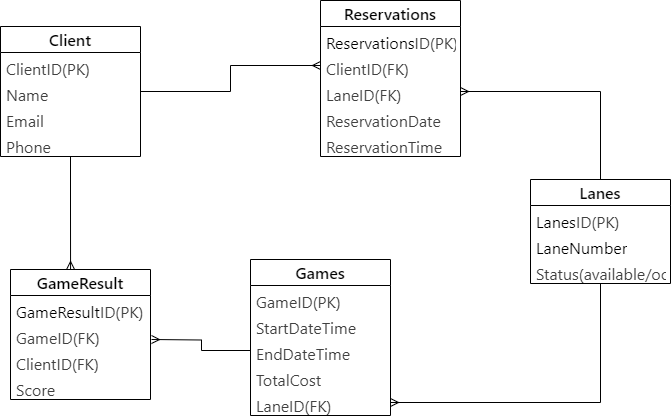 Client
ClientID(PK)
Name
Email
Phone
Reservations
ReservationsID(PK)
ClientID(FK)
LaneID(FK)
ReservationDate
ReservationTime
Lanes
LanesID(PK)
LaneNumber
Status(available/oc
GameResult
GameResultID(PK)
GameID(FK)
ClientID(FK)
Score
Games
GameID(PK)
StartDateTime
EndDateTime
TotalCost
LaneID(FK)